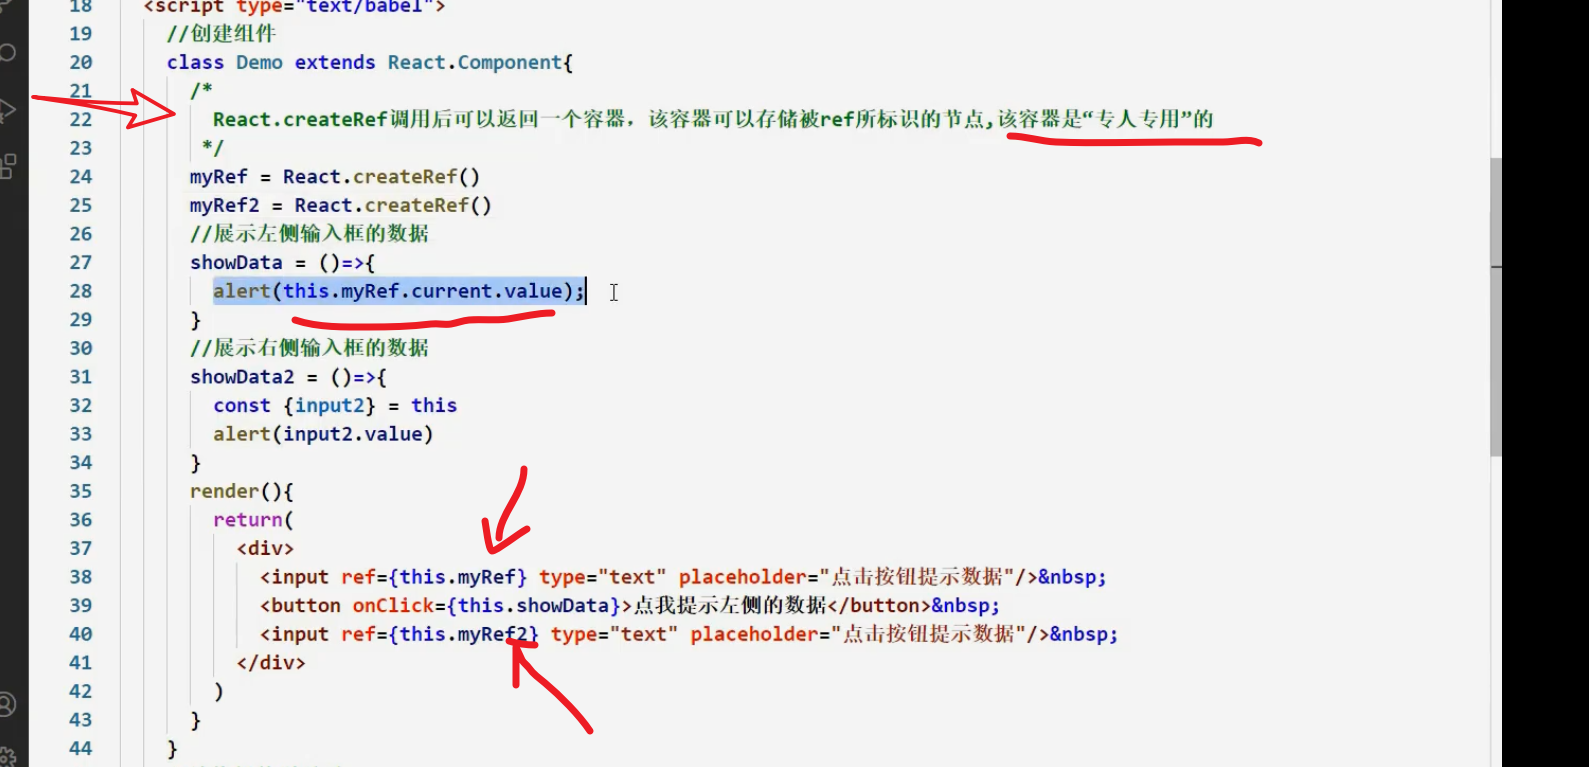 18 <script type="text/babel">
19 //创建组件
20 class Demo extends React.Component{
21 /*
22 React.createRef调用后可以返回一个容器，该容器可以存储被ref所标识的节点,该容器是“专人专用”的
23 */
24 myRef = React.createRef()
25 myRef2 = React.createRef()
26 //展示左侧输入框的数据
27 showData = ()=>{
28 alert(this.myRef.current.value);
29 }
30 //展示右侧输入框的数据
31 showData2 = ()=>{
32 const {input2} = this
33 alert(input2.value)
34 }
35 render(){
36 return(
37 <div>
38 <input ref={this.myRef} type="text" placeholder="点击按钮提示数据"/>&nbsp;
39 <button onClick={this.showData}>点我提示左侧的数据</button>&nbsp;
40 <input ref={this.myRef2} type="text" placeholder="点击按钮提示数据"/>&nbsp;
41 </div>
42 )
43 }
44 }